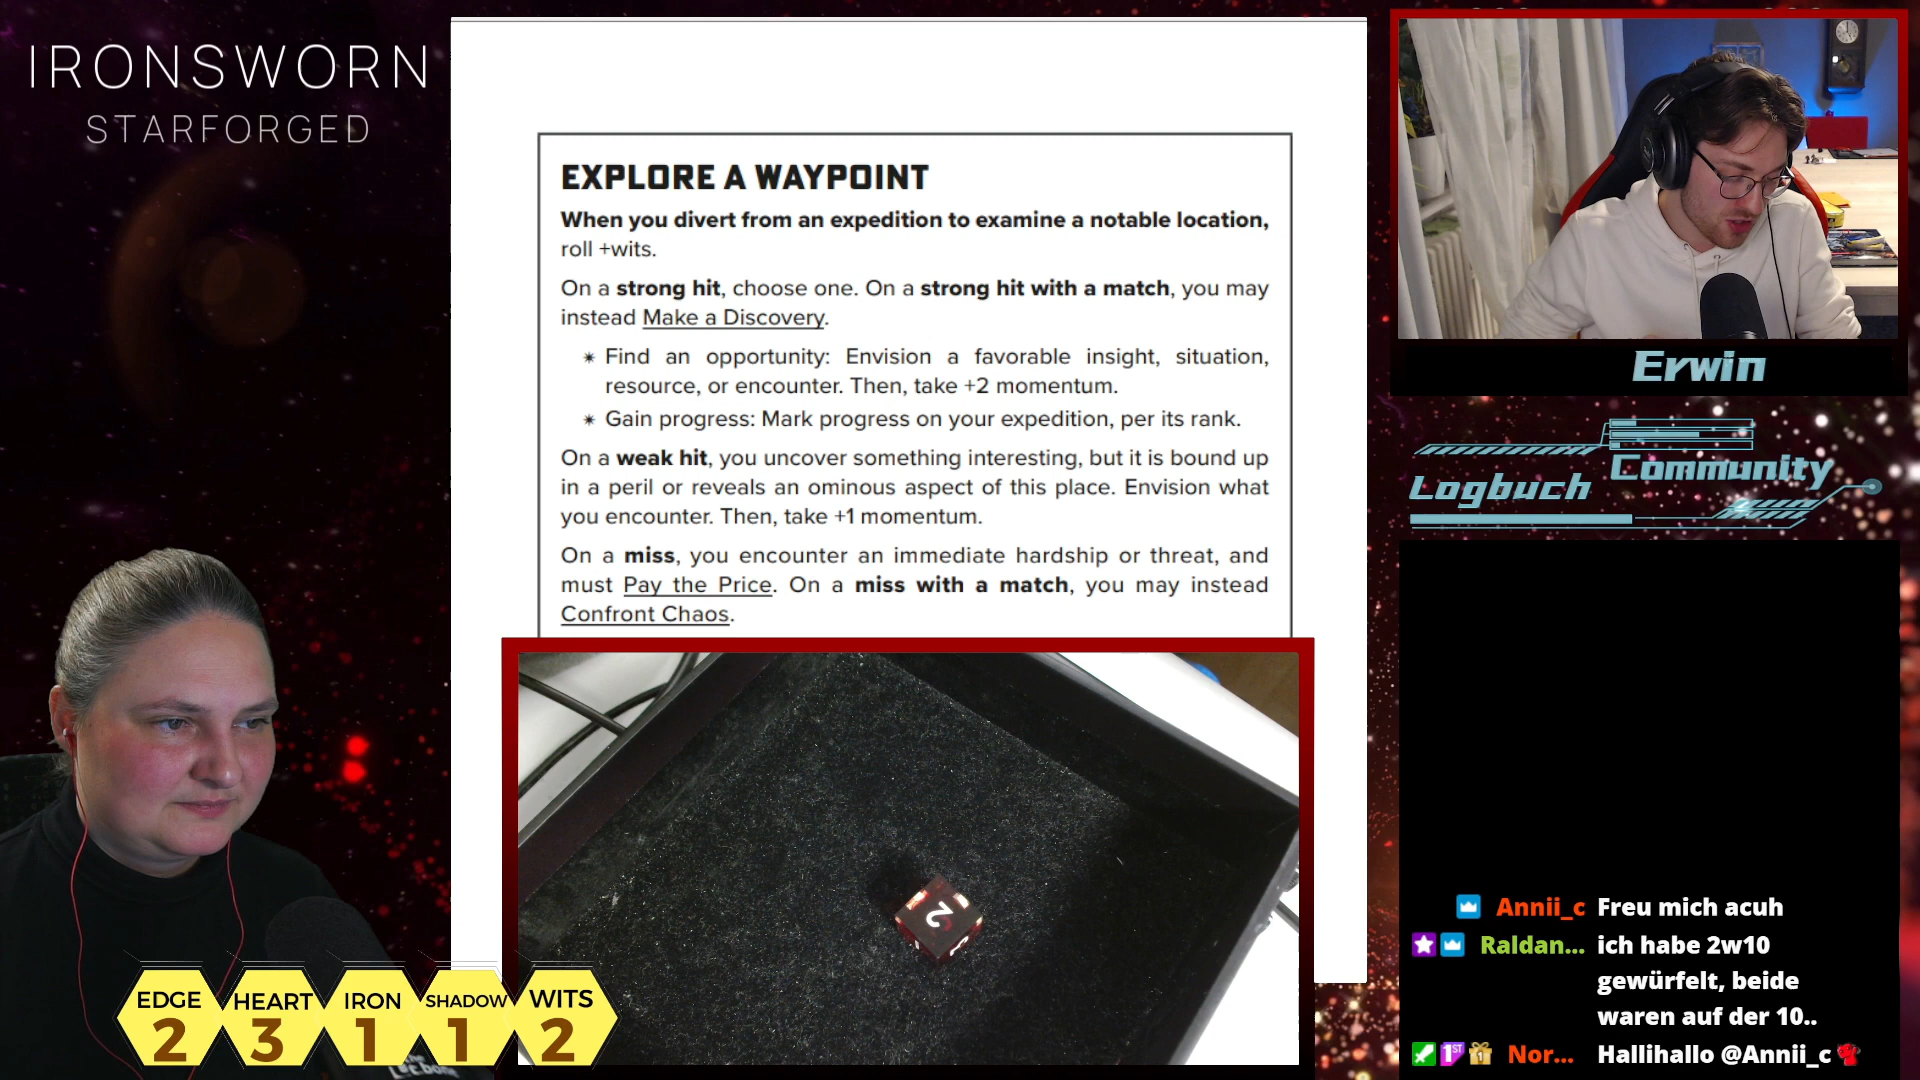 IRONSWORN
STARFORGED
EXPLORE A WAYPOINT
When you divert from an expedition to examine a notable location,
roll +wits.
On a strong hit, choose one. On a strong hit with a match, you may
instead Make a Discovery.
✴ Find an opportunity: Envision a favorable insight, situation,
resource, or encounter. Then, take +2 momentum.
✴ Gain progress: Mark progress on your expedition, per its rank.
On a weak hit, you uncover something interesting, but it is bound up
in a peril or reveals an ominous aspect of this place. Envision what
you encounter. Then, take +1 momentum.
On a miss, you encounter an immediate hardship or threat, and
must Pay the Price. On a miss with a match, you may instead
Confront Chaos.
2
EDGE
2
HEART
3
IRON
1
SHADOW
1
WITS
2
Erwin
Logbuch
Community
Annii_c Freu mich acuh
Raldan... ich habe 2w10
gewürfelt, beide
waren auf der 10..
1ST 1 Nor... Hallihallo @Annii_c